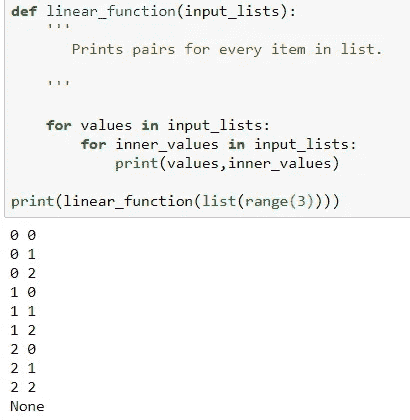 def linear_function(input_lists):
    '''
       Prints pairs for every item in list.
    '''
    for values in input_lists:
        for inner_values in input_lists:
            print(values,inner_values)
print(linear_function(list(range(3))))
0 0
0 1
0 2
1 0
1 1
1 2
2 0
2 1
2 2
None